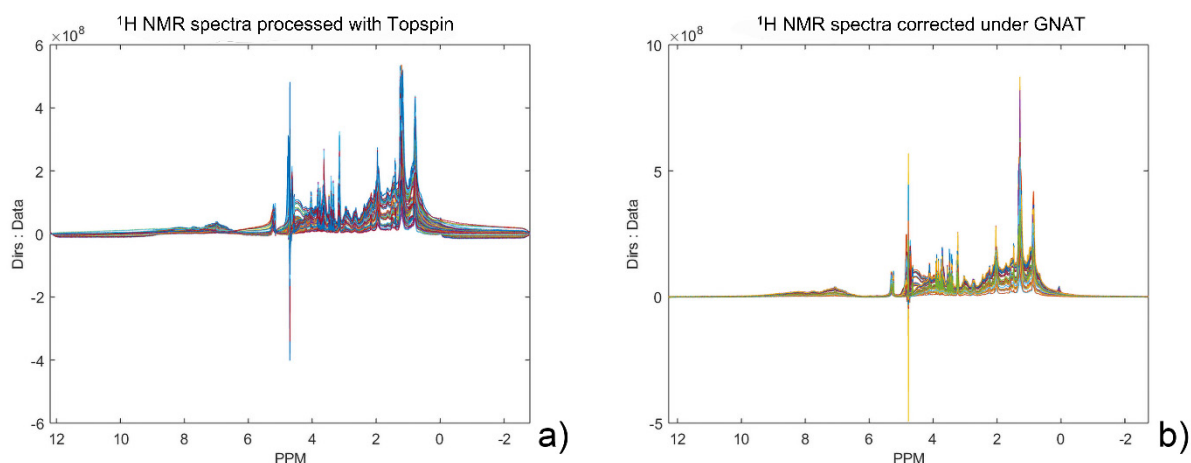 ¹H NMR spectra processed with Topspin
×10⁸
6
4
2
0
-2
-4
-6
Dirs : Data
12 10 8 6 4 2 0 -2
PPM
a)
¹H NMR spectra corrected under GNAT
×10⁸
10
5
0
-5
Dirs : Data
12 10 8 6 4 2 0 -2
PPM
b)